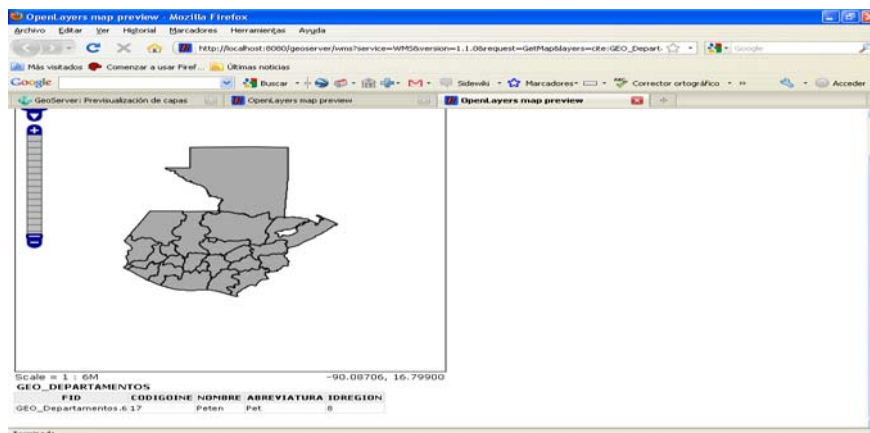 OpenLayers map preview - Mozilla Firefox
Archivo Editar Ver Historial Marcadores Herramientas Ayuda
http://localhost:8080/geoserver/wms?service=WMS&version=1.1.0&request=GetMap&layers=cite:GEO_Depart. Google
Más visitados Comenzar a usar Firef... Últimas noticias
Google Buscar Sidewiki Marcadores Corrector ortográfico Acceder
GeoServer: Previsualización de capas OpenLayers map preview OpenLayers map preview
Scale = 1 : 6M -90.08706, 16.79900
GEO_DEPARTAMENTOS
FID CODIGOINE NOMBRE ABREVIATURA IDREGION
GEO_Departamentos.6 17 Peten Pet 8